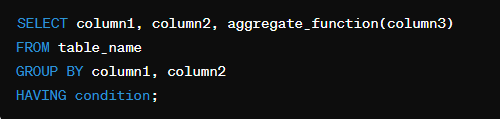 SELECT column1, column2, aggregate_function(column3)
FROM table_name
GROUP BY column1, column2
HAVING condition;